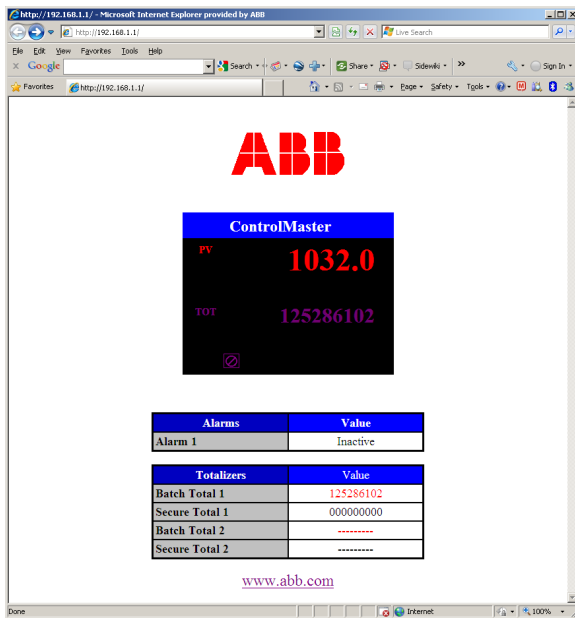 http://192.168.1.1/ - Microsoft Internet Explorer provided by ABB
http://192.168.1.1/
Live Search
File Edit View Favorites Tools Help
× Google Search Share Sidewiki » Sign In
Favorites http://192.168.1.1/ Page Safety Tools
ABB
ControlMaster
PV 1032.0
TOT 125286102
Alarms Value
Alarm 1 Inactive
Totalizers Value
Batch Total 1 125286102
Secure Total 1 000000000
Batch Total 2 ---------
Secure Total 2 ---------
www.abb.com
Done Internet 100%